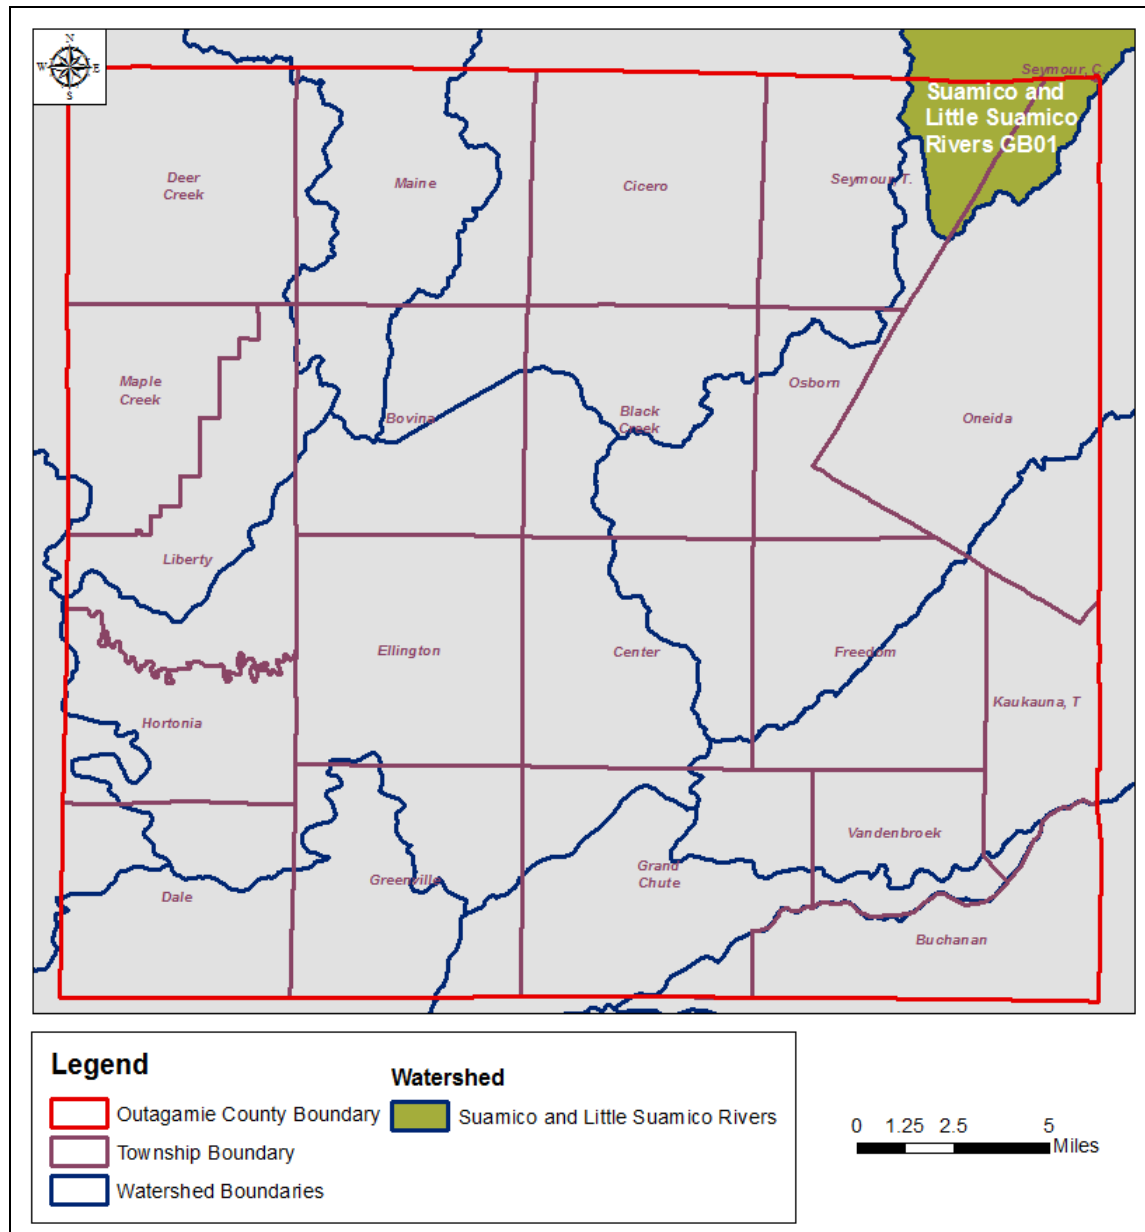 N
W E
S
Seymour, C.
Suamico and
Little Suamico
Rivers GB01
Deer
Creek
Maine
Cicero
Seymour, T.
Maple
Creek
Bovina
Black
Creek
Osborn
Oneida
Liberty
Ellington
Center
Freedom
Hortonia
Kaukauna, T
Vandenbroek
Dale
Greenville
Grand
Chute
Buchanan
Legend
Outagamie County Boundary
Township Boundary
Watershed Boundaries
Watershed
Suamico and Little Suamico Rivers
0 1.25 2.5 5
Miles